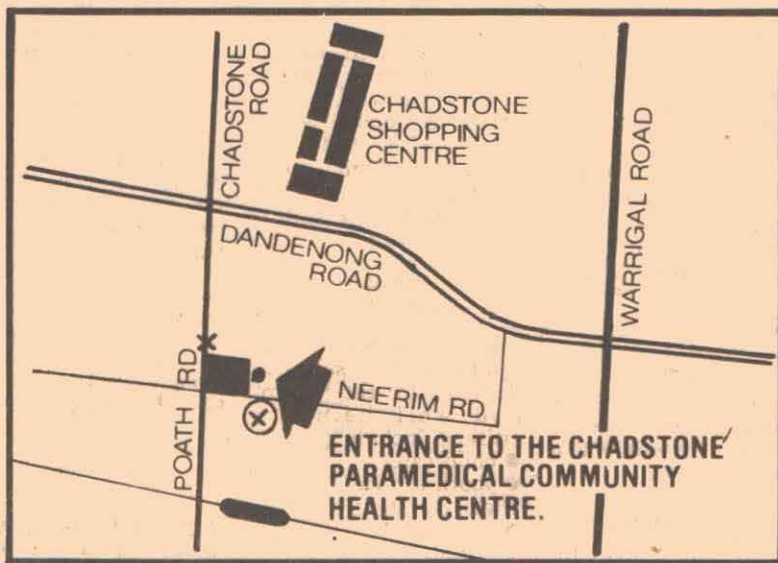 CHADSTONE
ROAD
CHADSTONE
SHOPPING
CENTRE
WARRIGAL ROAD
DANDENONG
ROAD
POATH RD
NEERIM RD
ENTRANCE TO THE CHADSTONE
PARAMEDICAL COMMUNITY
HEALTH CENTRE.